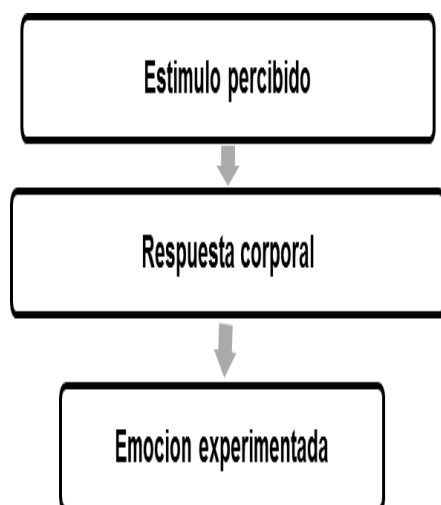 Estimulo percibido
Respuesta corporal
Emocion experimentada